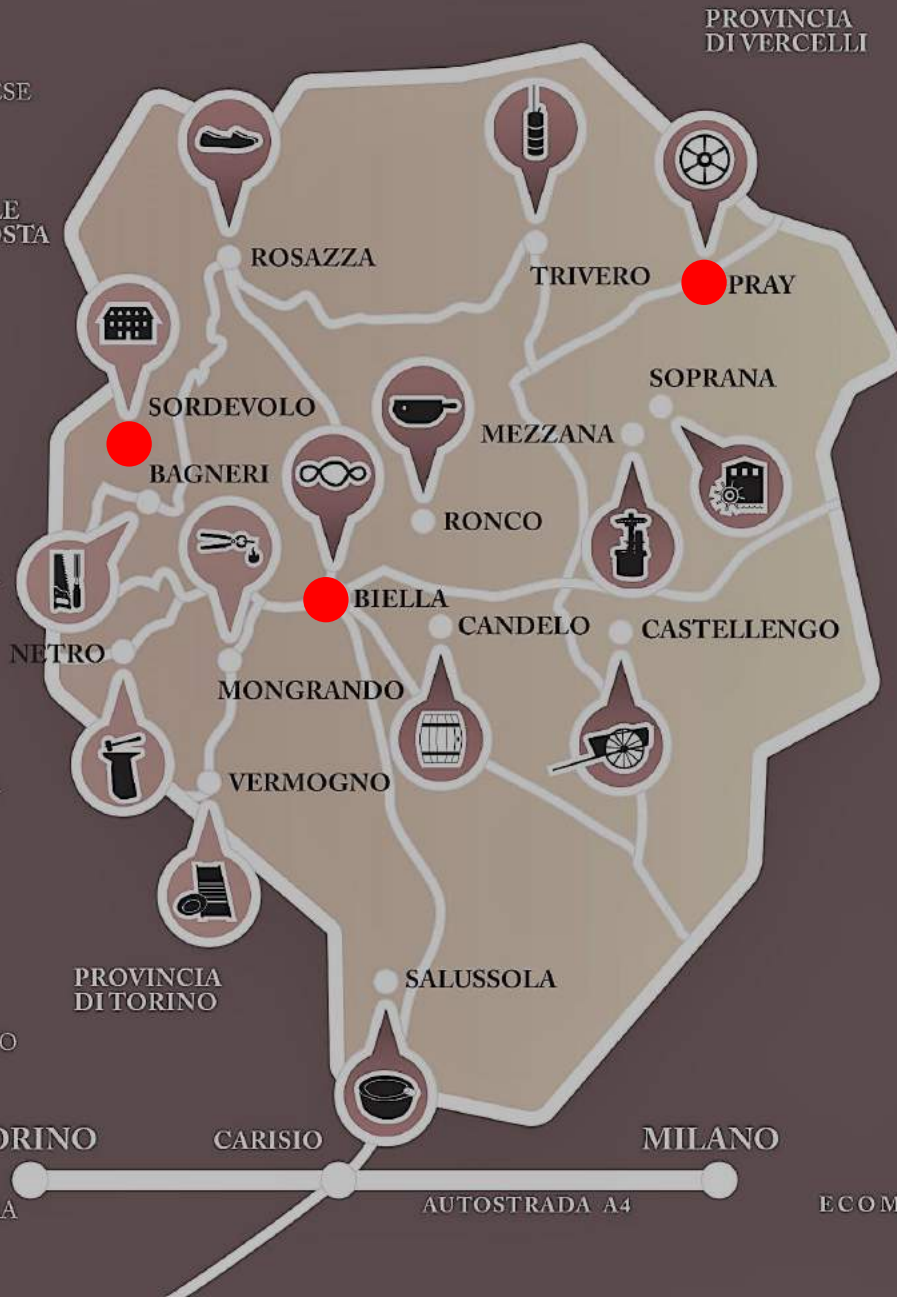 PROVINCIA
DI VERCELLI
ROSAZZA
TRIVERO
PRAY
SOPRANA
SORDEVOLO
MEZZANA
BAGNERI
RONCO
BIELLA
CANDELO
CASTELLENGO
NETRO
MONGRANDO
VERMOGNO
PROVINCIA
DI TORINO
SALUSSOLA
CARISIO
MILANO
AUTOSTRADA A4